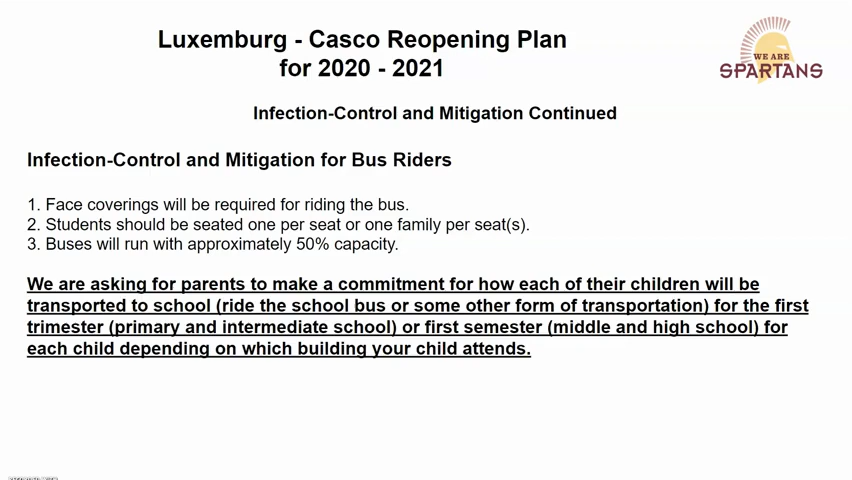 Luxemburg - Casco Reopening Plan
for 2020 - 2021
WE ARE
SPARTANS
Infection-Control and Mitigation Continued
Infection-Control and Mitigation for Bus Riders
1. Face coverings will be required for riding the bus.
2. Students should be seated one per seat or one family per seat(s).
3. Buses will run with approximately 50% capacity.
We are asking for parents to make a commitment for how each of their children will be
transported to school (ride the school bus or some other form of transportation) for the first
trimester (primary and intermediate school) or first semester (middle and high school) for
each child depending on which building your child attends.